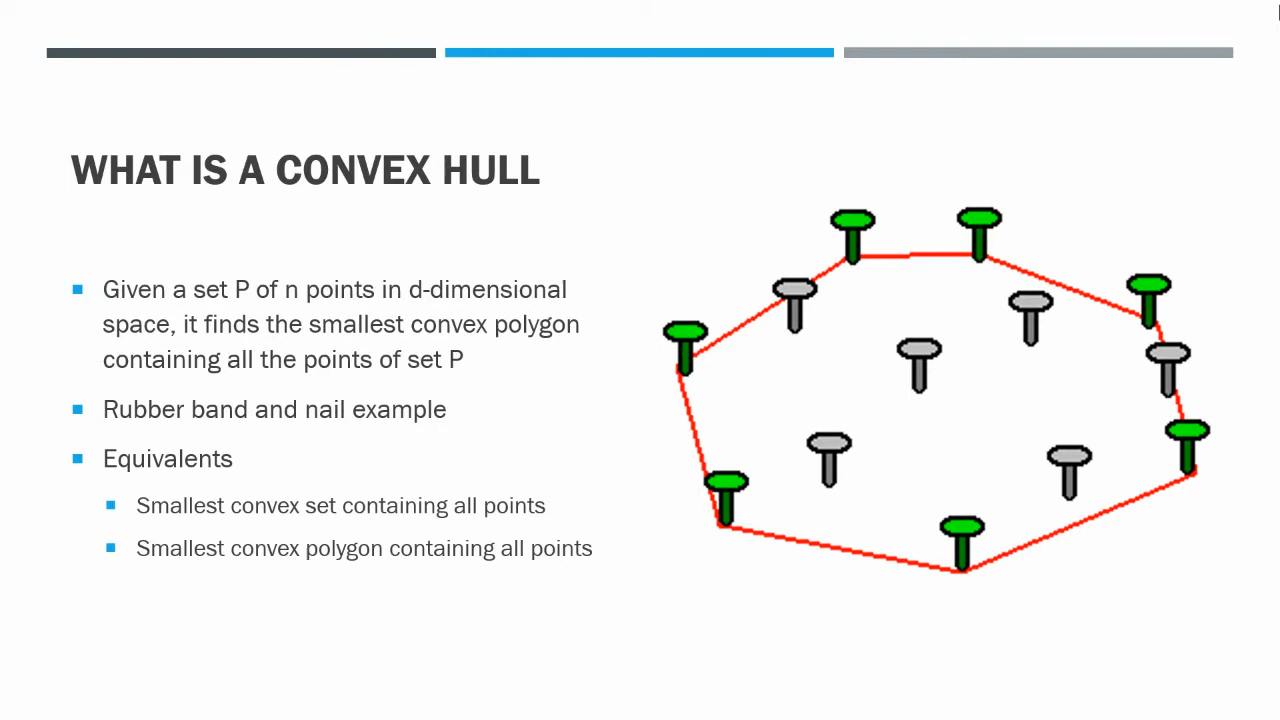 WHAT IS A CONVEX HULL
Given a set P of n points in d-dimensional
space, it finds the smallest convex polygon
containing all the points of set P
Rubber band and nail example
Equivalents
Smallest convex set containing all points
Smallest convex polygon containing all points